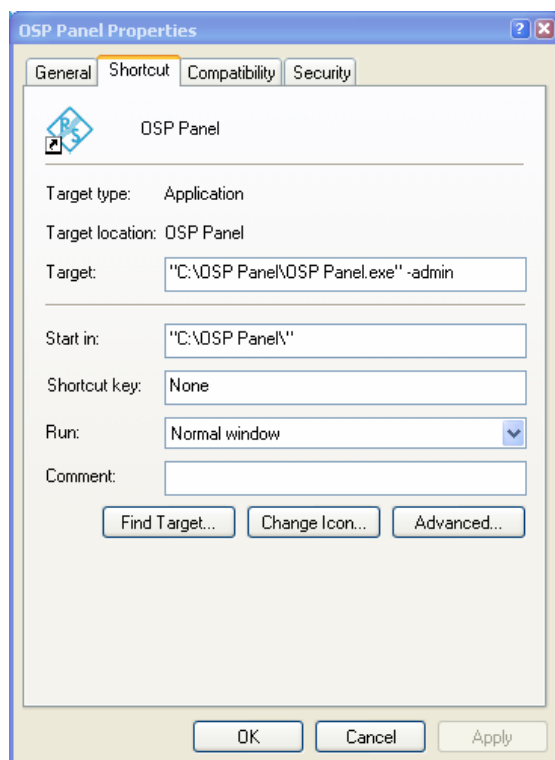 OSP Panel Properties
General Shortcut Compatibility Security
R S OSP Panel
Target type: Application
Target location: OSP Panel
Target: "C:\OSP Panel\OSP Panel.exe" -admin
Start in: "C:\OSP Panel\"
Shortcut key: None
Run: Normal window
Comment:
Find Target... Change Icon... Advanced...
OK Cancel Apply